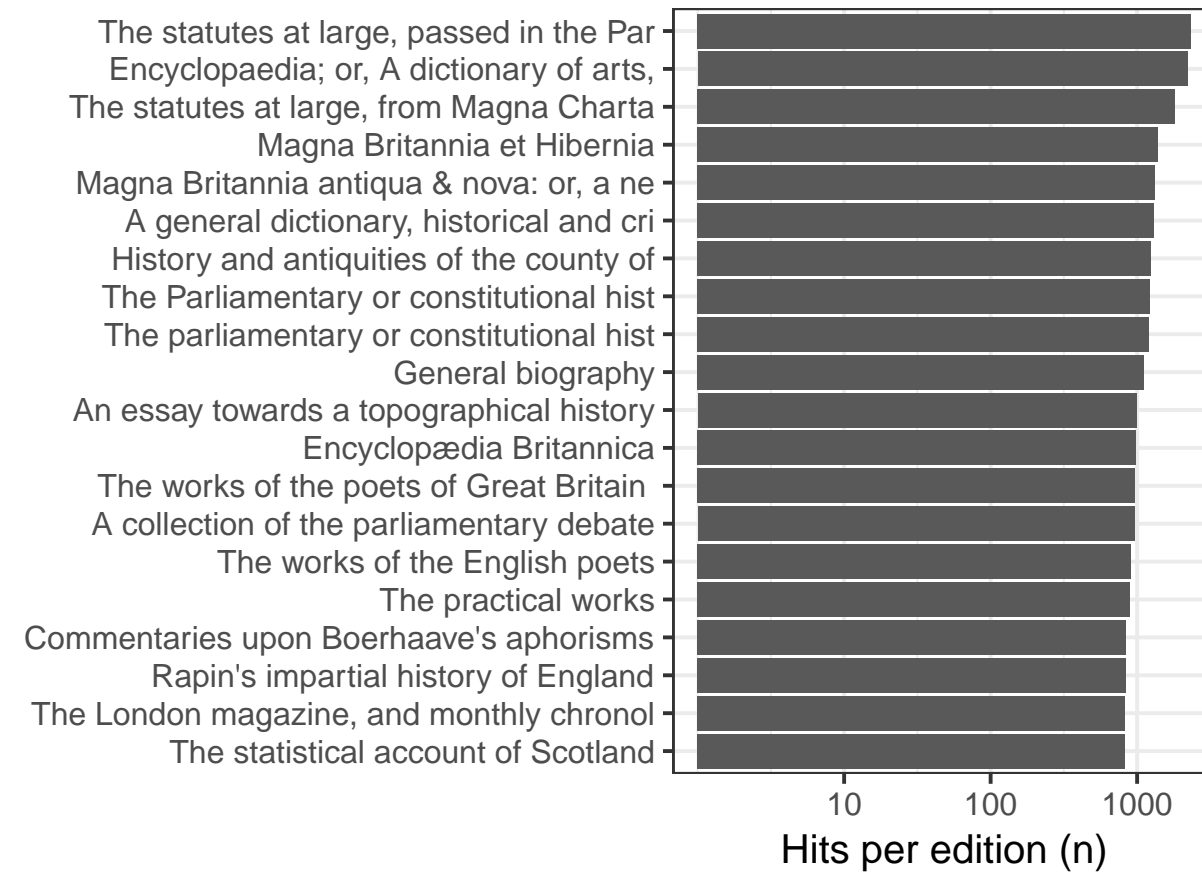 The statutes at large, passed in the Par
Encyclopaedia; or, A dictionary of arts,
The statutes at large, from Magna Charta
Magna Britannia et Hibernia
Magna Britannia antiqua & nova: or, a ne
A general dictionary, historical and cri
History and antiquities of the county of
The Parliamentary or constitutional hist
The parliamentary or constitutional hist
General biography
An essay towards a topographical history
Encyclopædia Britannica
The works of the poets of Great Britain
A collection of the parliamentary debate
The works of the English poets
The practical works
Commentaries upon Boerhaave's aphorisms
Rapin's impartial history of England
The London magazine, and monthly chronol
The statistical account of Scotland
10 100 1000
Hits per edition (n)